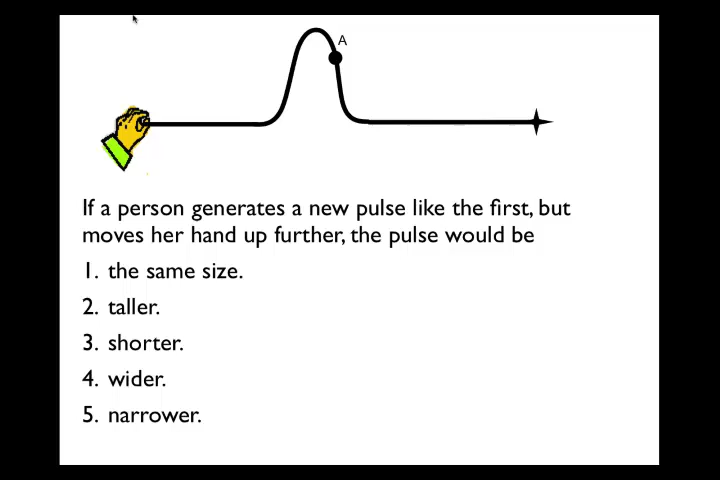 A
If a person generates a new pulse like the first, but
moves her hand up further, the pulse would be
1. the same size.
2. taller.
3. shorter.
4. wider.
5. narrower.